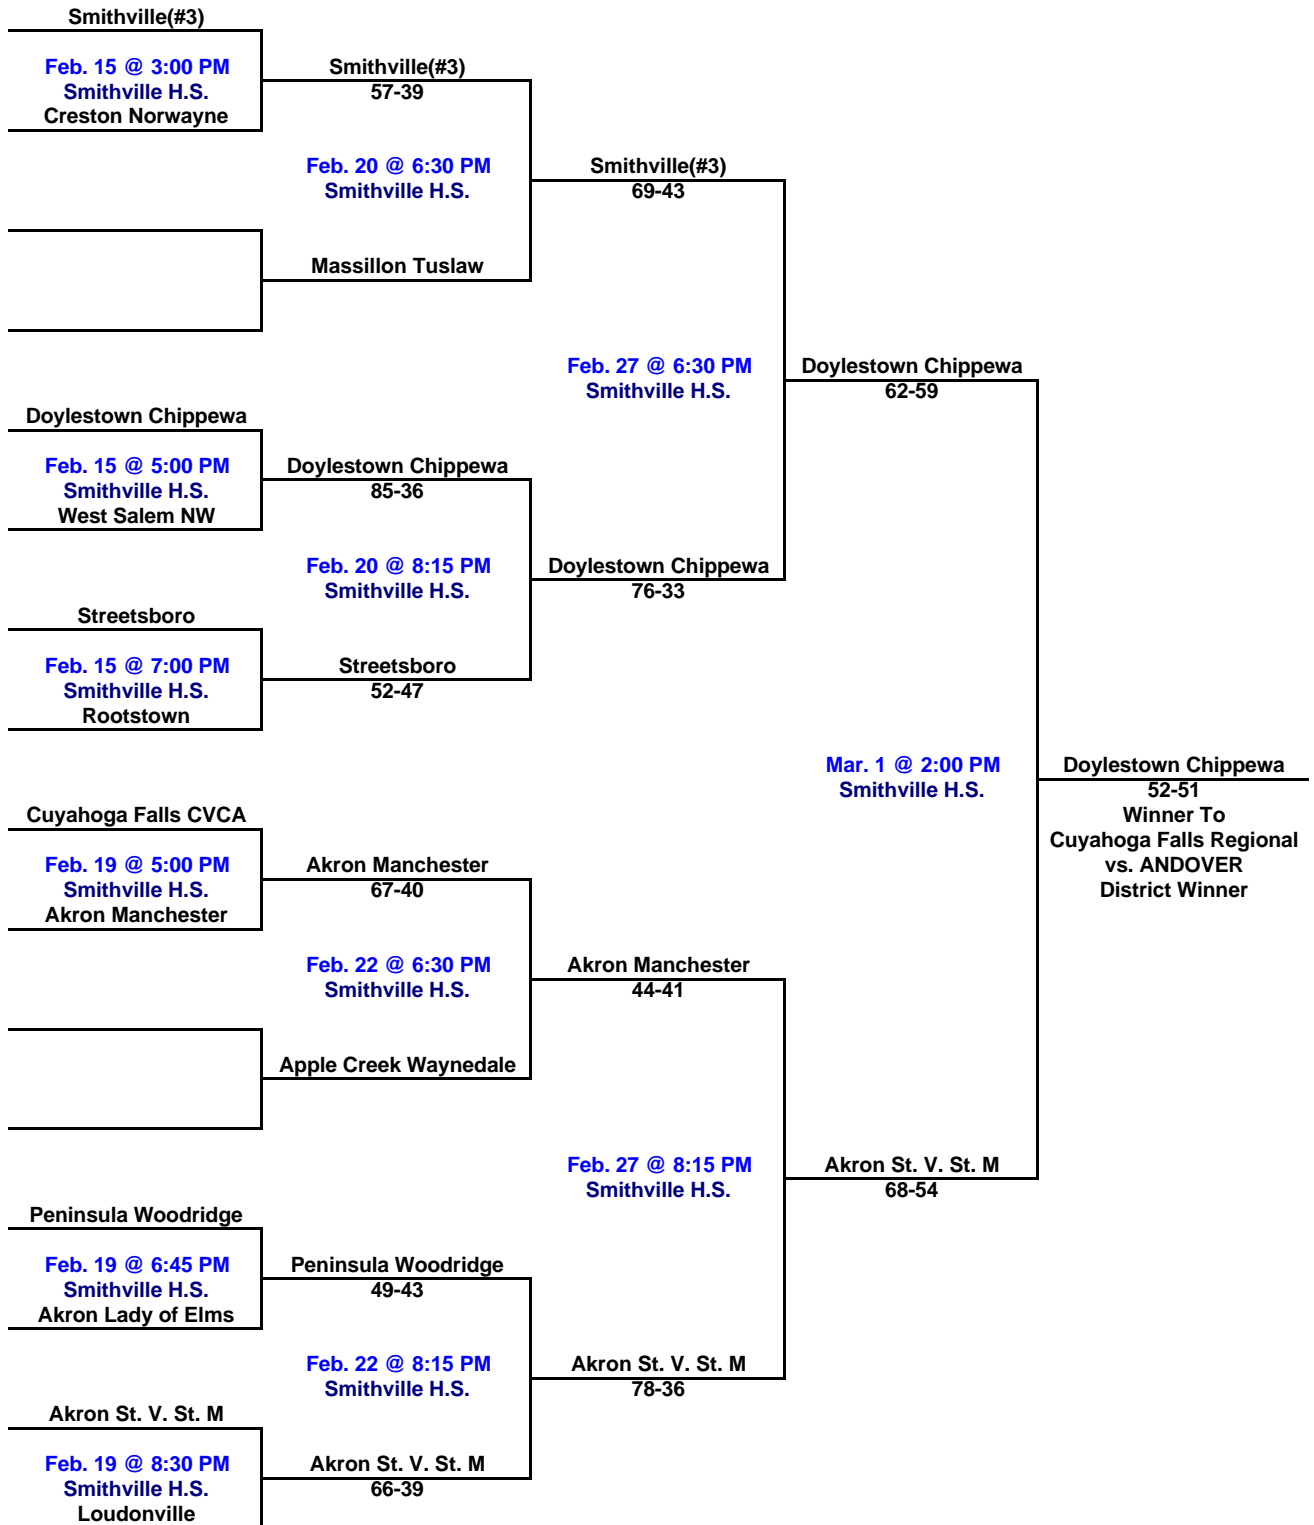 Smithville(#3)
Feb. 15 @ 3:00 PM
Smithville H.S.
Creston Norwayne
Smithville(#3)
57-39
Feb. 20 @ 6:30 PM
Smithville H.S.
Massillon Tuslaw
Smithville(#3)
69-43
Feb. 27 @ 6:30 PM
Smithville H.S.
Doylestown Chippewa
62-59
Doylestown Chippewa
Feb. 15 @ 5:00 PM
Smithville H.S.
West Salem NW
Doylestown Chippewa
85-36
Feb. 20 @ 8:15 PM
Smithville H.S.
Doylestown Chippewa
76-33
Streetsboro
Feb. 15 @ 7:00 PM
Smithville H.S.
Rootstown
Streetsboro
52-47
Mar. 1 @ 2:00 PM
Smithville H.S.
Doylestown Chippewa
52-51
Winner To
Cuyahoga Falls Regional
vs. ANDOVER
District Winner
Cuyahoga Falls CVCA
Feb. 19 @ 5:00 PM
Smithville H.S.
Akron Manchester
Akron Manchester
67-40
Feb. 22 @ 6:30 PM
Smithville H.S.
Akron Manchester
44-41
Apple Creek Waynedale
Feb. 27 @ 8:15 PM
Smithville H.S.
Akron St. V. St. M
68-54
Peninsula Woodridge
Feb. 19 @ 6:45 PM
Smithville H.S.
Akron Lady of Elms
Peninsula Woodridge
49-43
Feb. 22 @ 8:15 PM
Smithville H.S.
Akron St. V. St. M
78-36
Akron St. V. St. M
Feb. 19 @ 8:30 PM
Smithville H.S.
Loudonville
Akron St. V. St. M
66-39